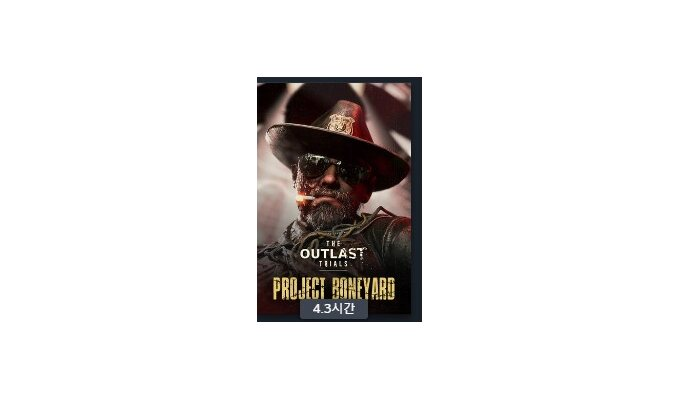 THE
OUTLAST
TRIALS
PROJECT BONEYARD
4.3시간